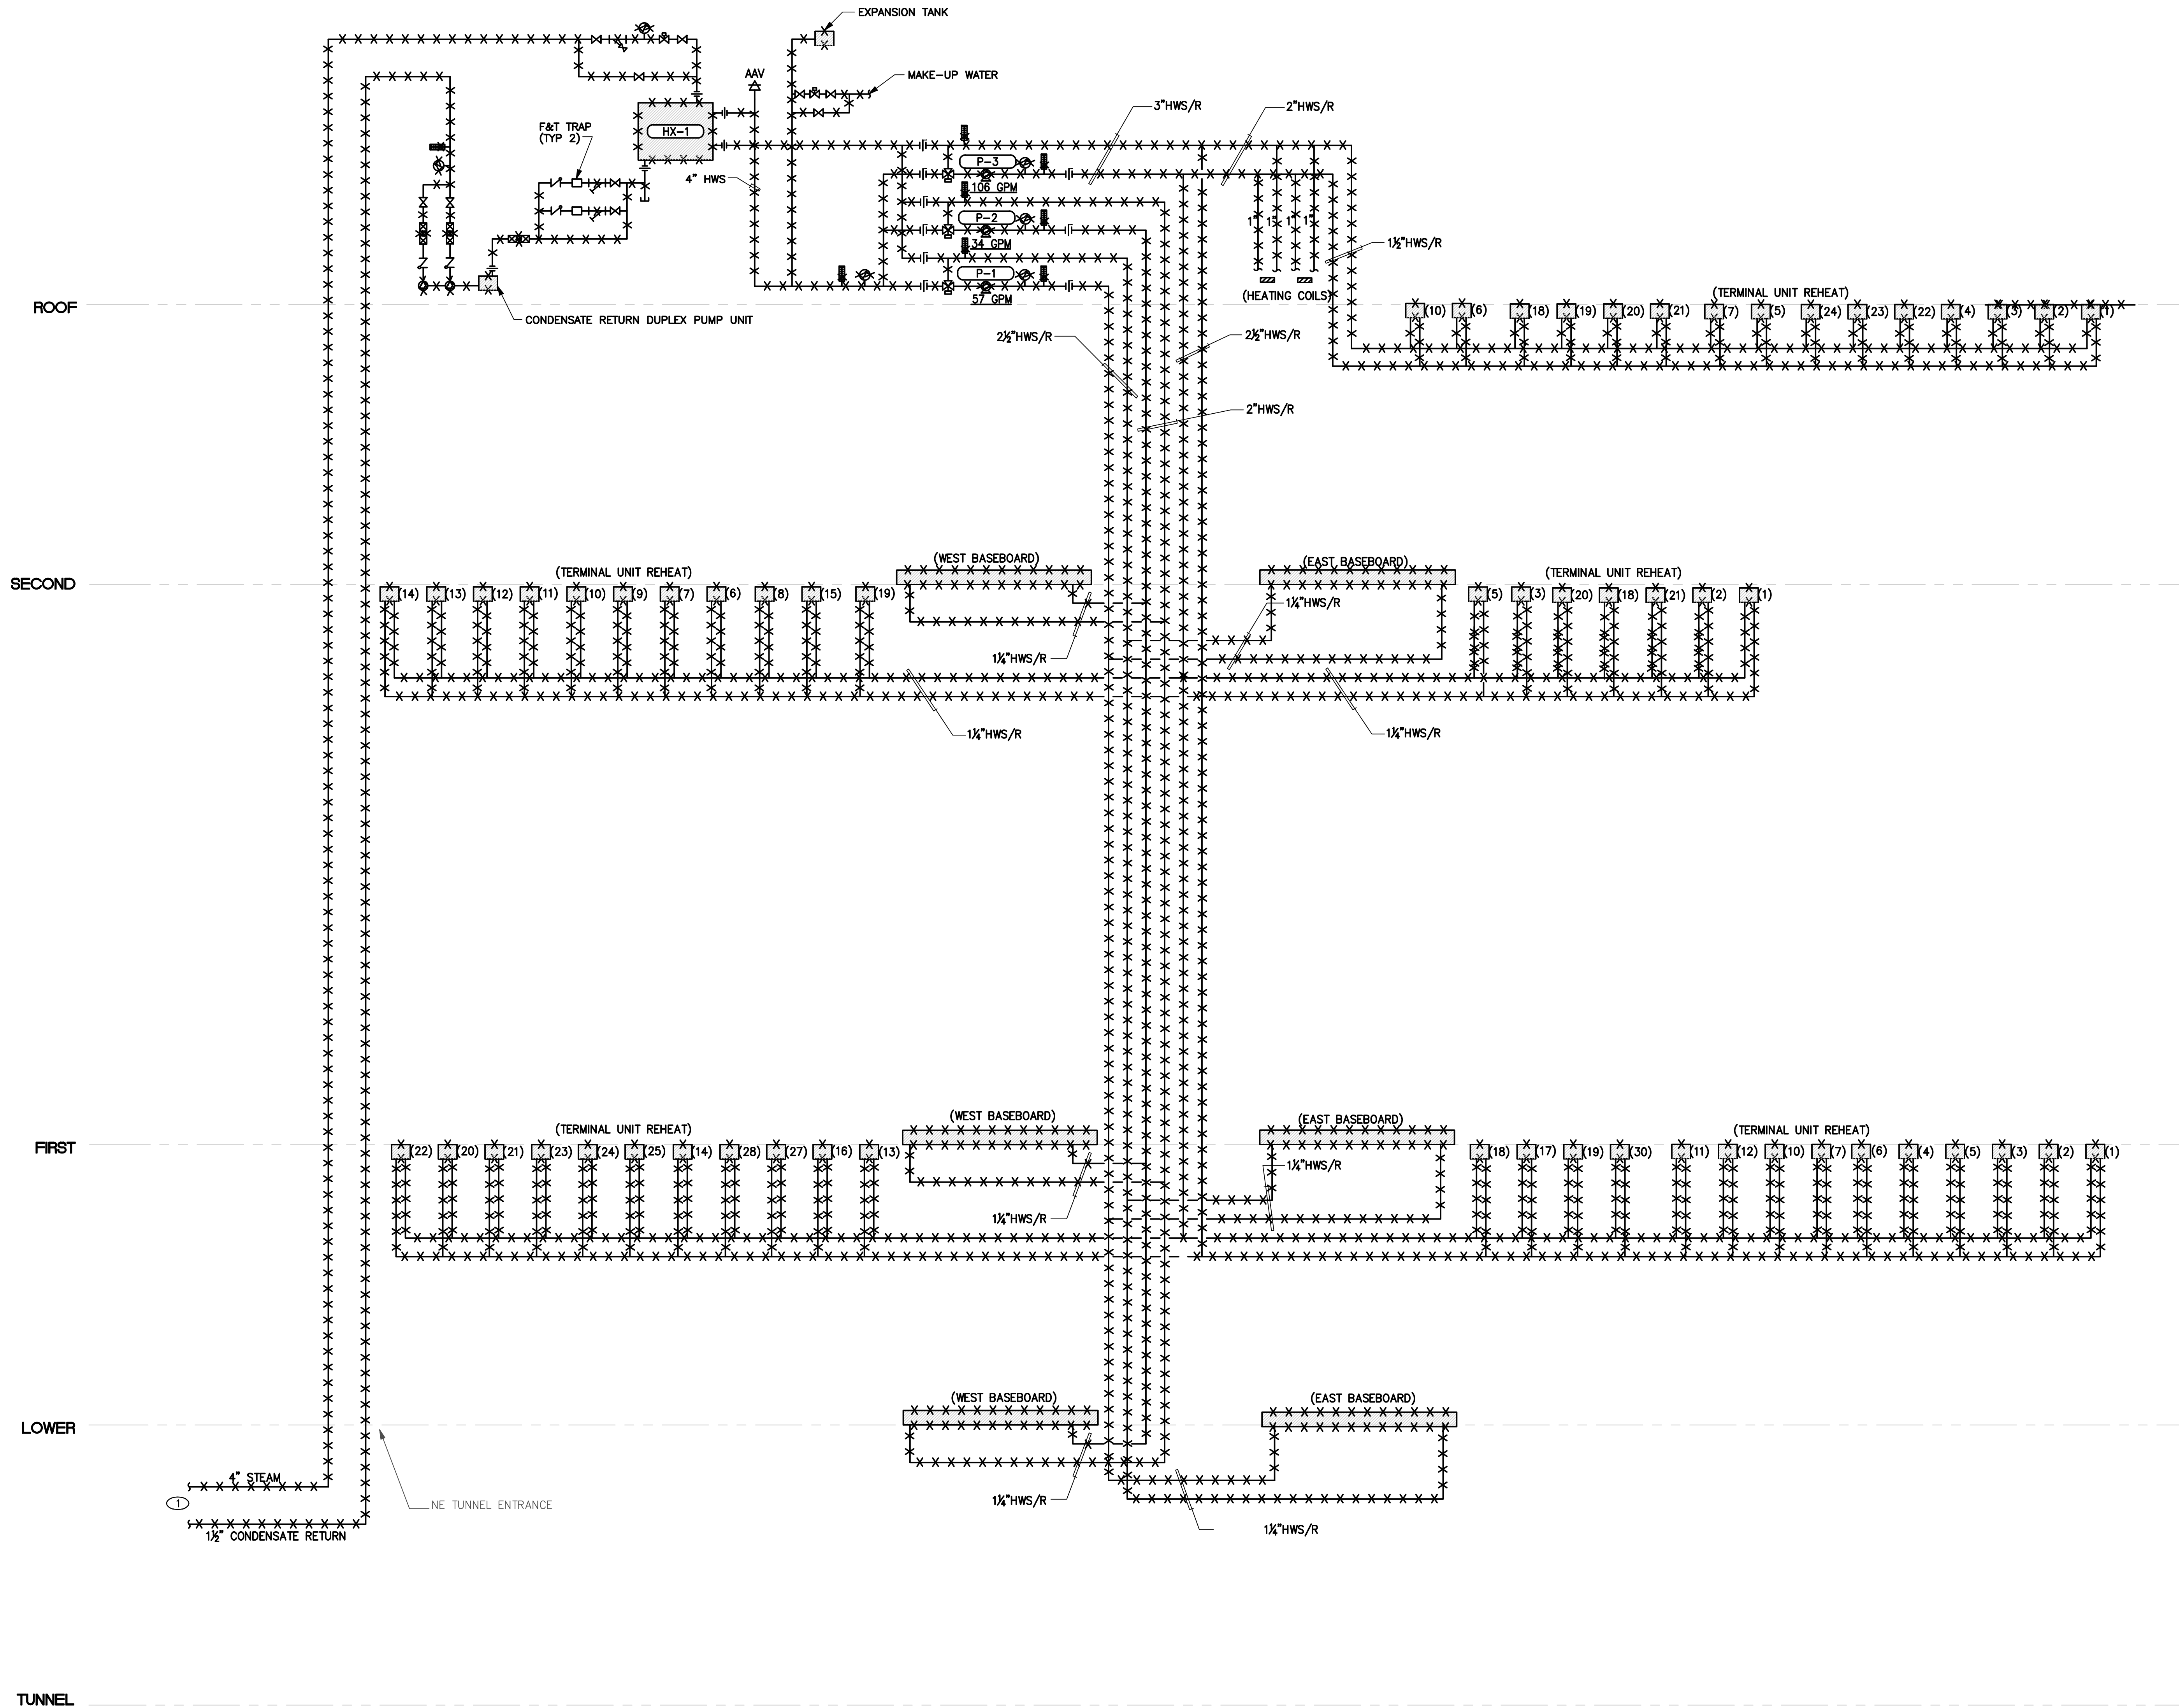 EXPANSION TANK
AAV
MAKE-UP WATER
3"HWS/R
2"HWS/R
F&T TRAP
(TYP 2)
HX-1
P-3
4" HWS
106 GPM
P-2
1" 1" 1" 1"
34 GPM
1½"HWS/R
P-1
57 GPM
(HEATING COILS)
(TERMINAL UNIT REHEAT)
ROOF
(10) (6) (18) (19) (20) (21) (7) (5) (24) (23) (22) (4) (3) (2) (1)
CONDENSATE RETURN DUPLEX PUMP UNIT
2½"HWS/R
2½"HWS/R
2"HWS/R
SECOND
(TERMINAL UNIT REHEAT)
(WEST BASEBOARD)
(EAST BASEBOARD)
(TERMINAL UNIT REHEAT)
(14) (13) (12) (11) (10) (9) (7) (6) (8) (15) (19)
(5) (3) (20) (18) (21) (2) (1)
1¼"HWS/R
1¼"HWS/R
1¼"HWS/R
1¼"HWS/R
FIRST
(TERMINAL UNIT REHEAT)
(WEST BASEBOARD)
(EAST BASEBOARD)
(TERMINAL UNIT REHEAT)
(22) (20) (21) (23) (24) (25) (14) (28) (27) (16) (13)
(18) (17) (19) (30) (11) (12) (10) (7) (6) (4) (5) (3) (2) (1)
1¼"HWS/R
1¼"HWS/R
LOWER
(WEST BASEBOARD)
(EAST BASEBOARD)
4" STEAM
1
NE TUNNEL ENTRANCE
1¼"HWS/R
1½" CONDENSATE RETURN
1¼"HWS/R
TUNNEL